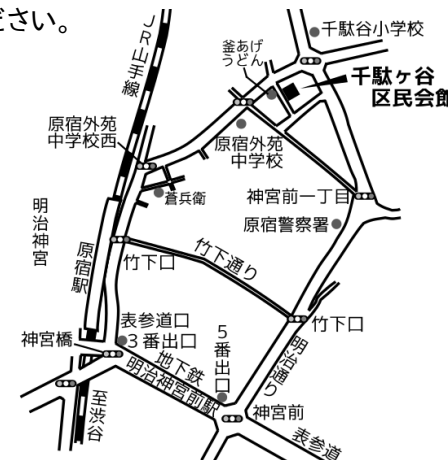 ださい。
JR山手線
千駄谷小学校
釜あげ
うどん
千駄ヶ谷
区民会館
原宿外苑
中学校西
原宿外苑
中学校
蒼兵衛
神宮前一丁目
明治神宮
原宿警察署
原宿駅
竹下口
竹下通り
表参道口
3番出口
5番出口
竹下口
神宮橋
地下鉄
明治神宮前駅
明治通り
至渋谷
神宮前
表参道